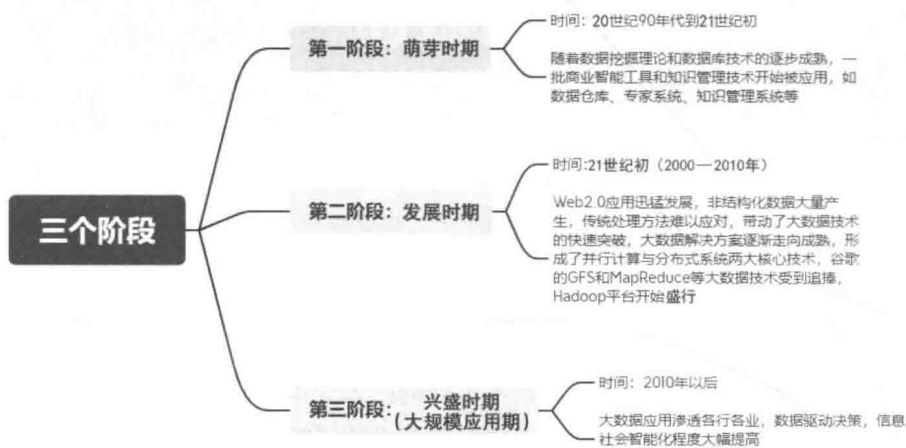 三个阶段
第一阶段：萌芽时期
时间：20世纪90年代到21世纪初
随着数据挖掘理论和数据库技术的逐步成熟，一
批商业智能工具和知识管理技术开始被应用，如
数据仓库、专家系统、知识管理系统等
第二阶段：发展时期
时间:21世纪初（2000—2010年）
Web2.0应用迅猛发展，非结构化数据大量产
生，传统处理方法难以应对，带动了大数据技术
的快速突破，大数据解决方案逐渐走向成熟，形
成了并行计算与分布式系统两大核心技术，谷歌
的GFS和MapReduce等大数据技术受到追捧，
Hadoop平台开始盛行
第三阶段：兴盛时期
（大规模应用期）
时间：2010年以后
大数据应用渗透各行各业，数据驱动决策，信息
社会智能化程度大幅提高